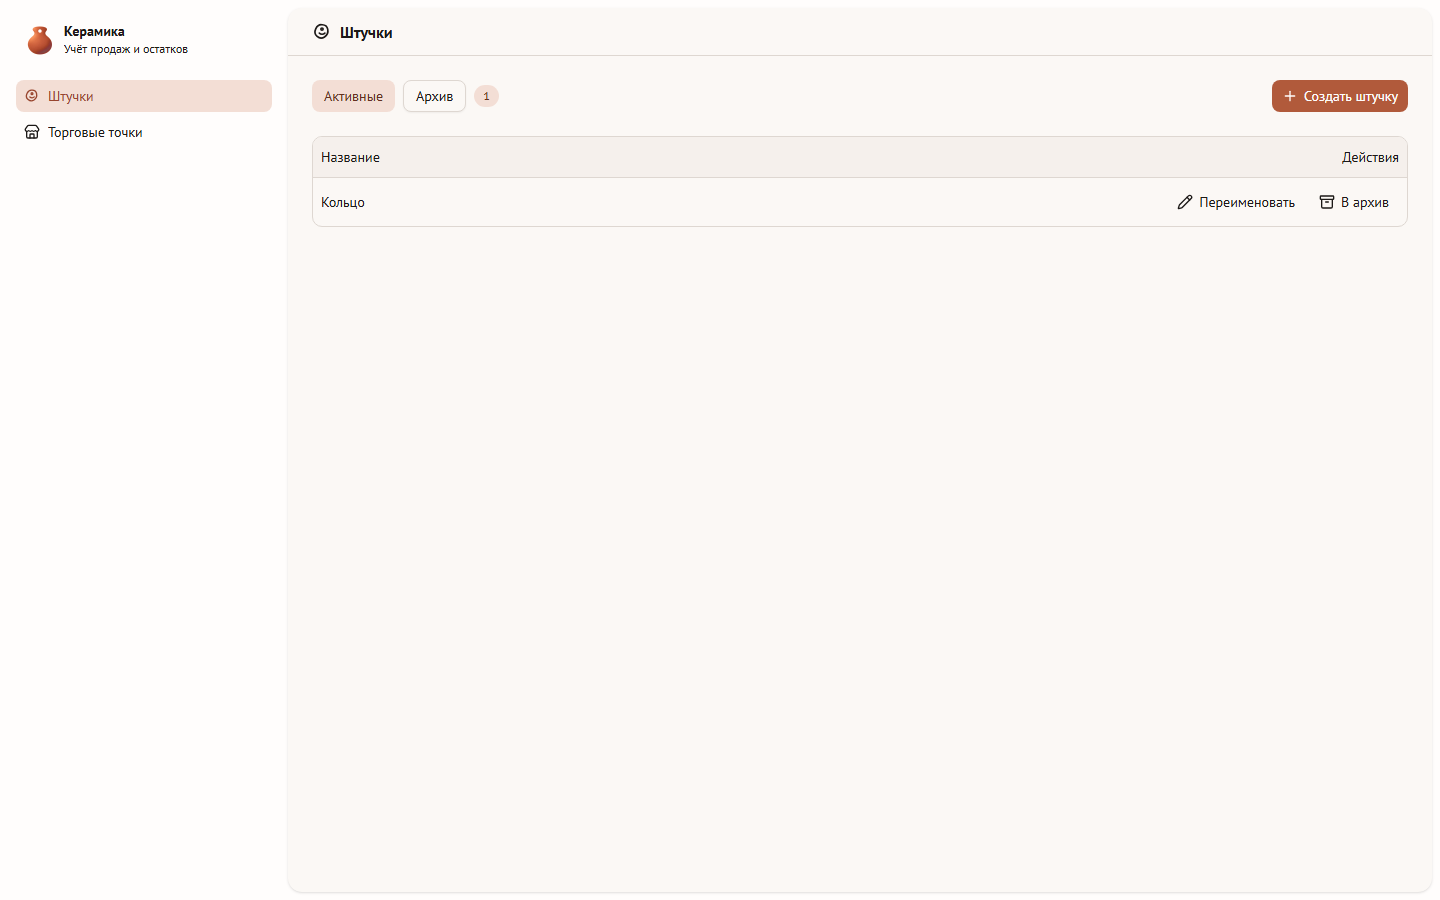 Керамика
Учёт продаж и остатков
Штучки
Торговые точки
Штучки
Активные Архив 1 Создать штучку
Название Действия
Кольцо Переименовать В архив